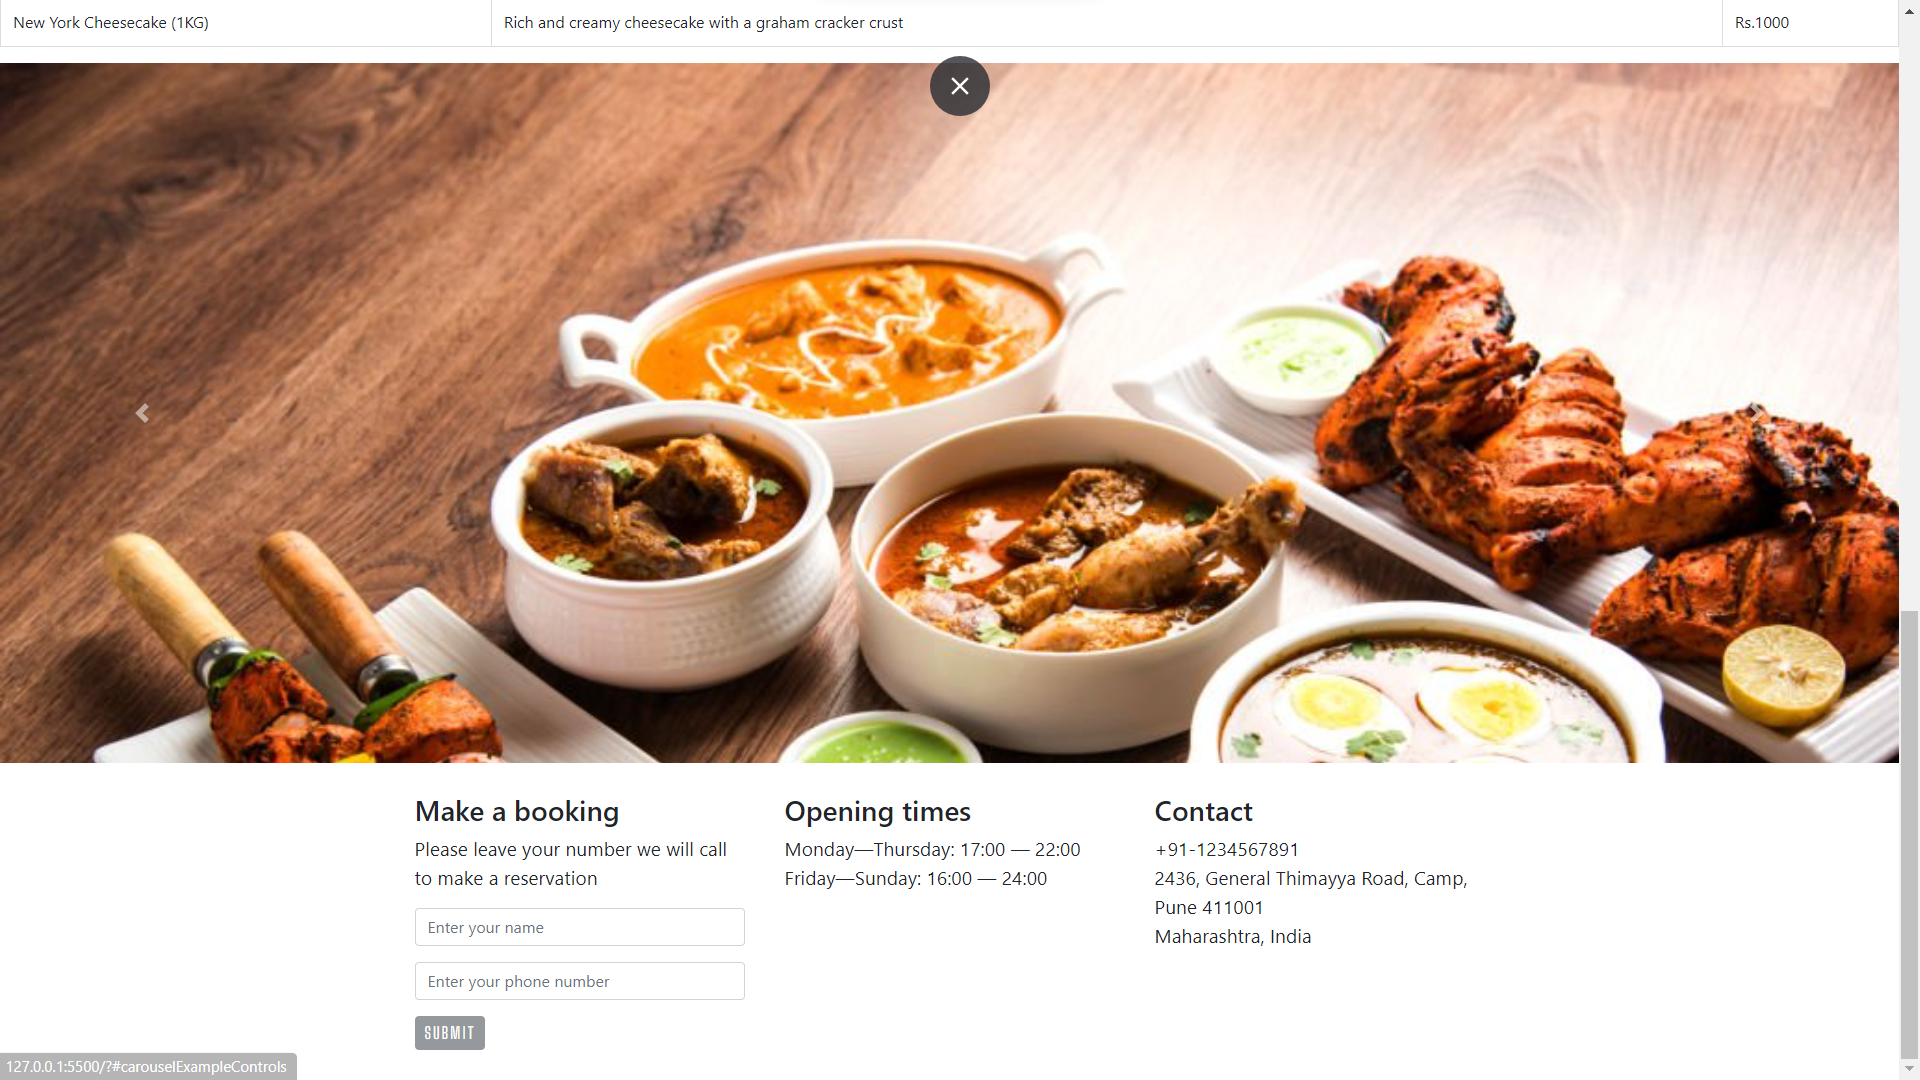 New York Cheesecake (1KG)
Rich and creamy cheesecake with a graham cracker crust
Rs.1000
Make a booking
Please leave your number we will call
to make a reservation
Enter your name
Enter your phone number
SUBMIT
Opening times
Monday—Thursday: 17:00 — 22:00
Friday—Sunday: 16:00 — 24:00
Contact
+91-1234567891
2436, General Thimayya Road, Camp,
Pune 411001
Maharashtra, India
127.0.0.1:5500/?#carouselExampleControls